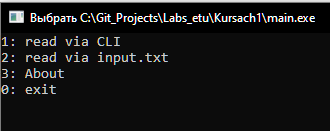 Выбрать C:\Git_Projects\Labs_etu\Kursach1\main.exe
1: read via CLI
2: read via input.txt
3: About
0: exit